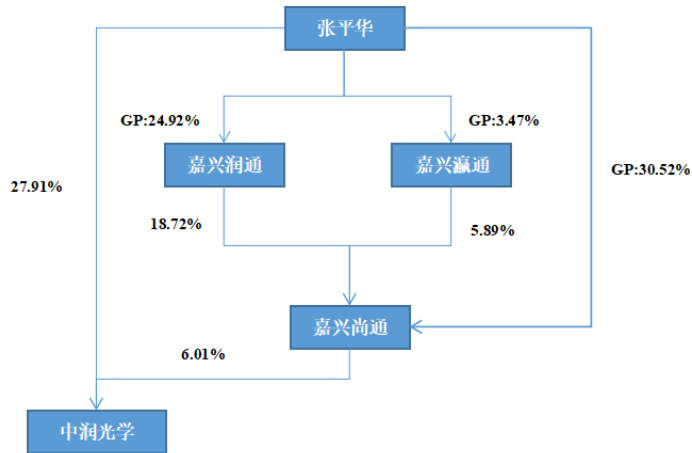 张平华
GP:24.92%
GP:3.47%
嘉兴润通
嘉兴瀛通
GP:30.52%
27.91%
18.72%
5.89%
嘉兴尚通
6.01%
中润光学